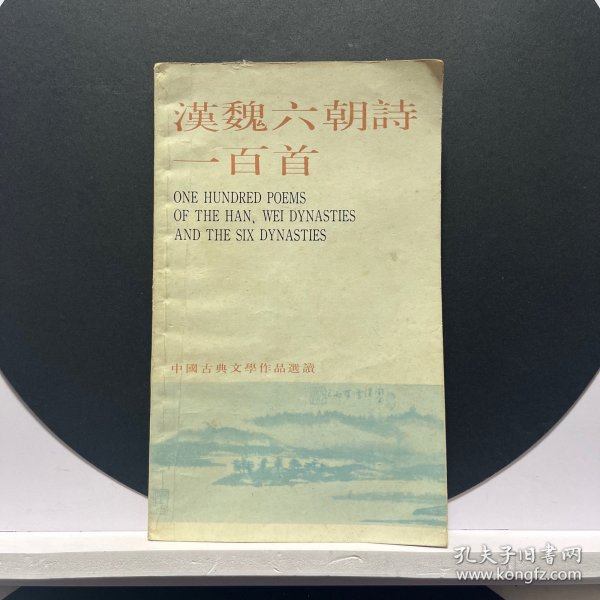 漢魏六朝詩
一百首
ONE HUNDRED POEMS
OF THE HAN, WEI DYNASTIES
AND THE SIX DYNASTIES
中國古典文學作品選讀
孔夫子旧书网
www.kongfz.com